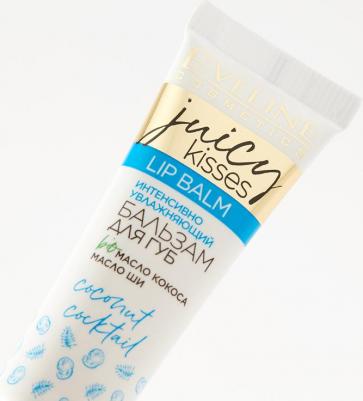 EVELINE
COSMETICS
juicy
kisses
LIP BALM
ИНТЕНСИВНО
УВЛАЖНЯЮЩИЙ
БАЛЬЗАМ
ДЛЯ ГУБ
bio МАСЛО КОКОСА
МАСЛО ШИ
coconut
cocktail